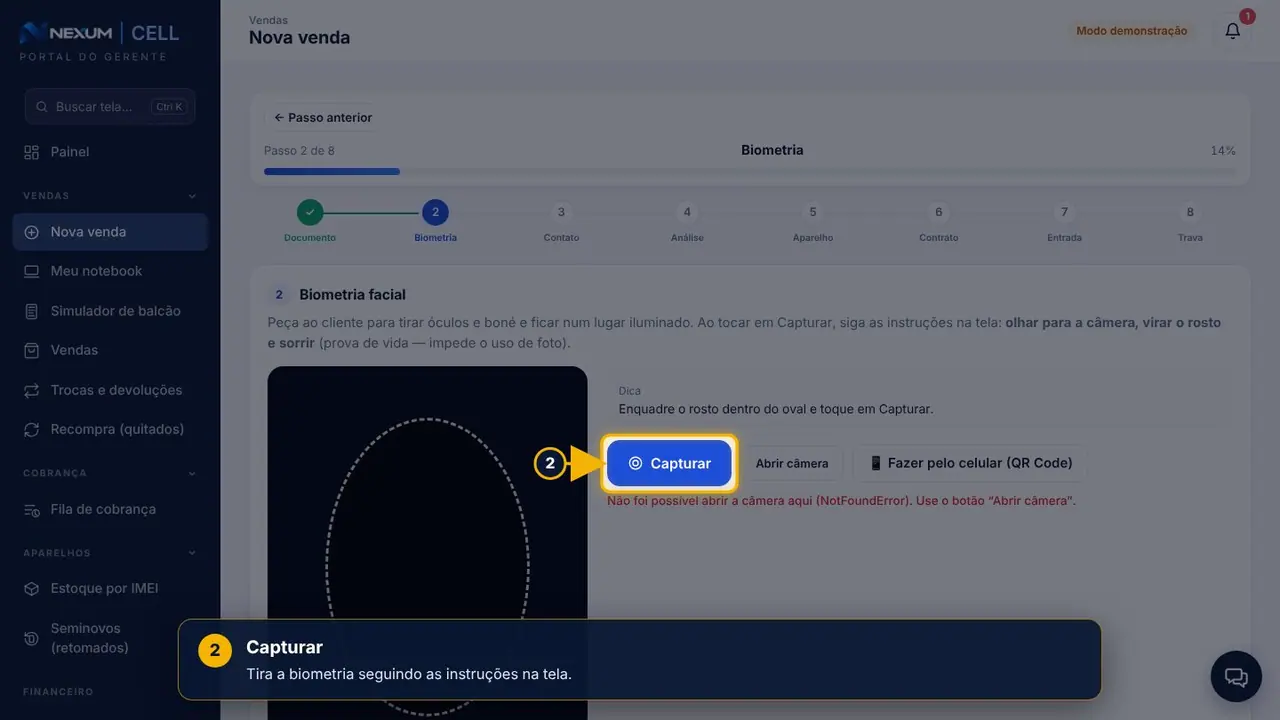 NEXUM | CELL
PORTAL DO GERENTE
Buscar tela... Ctrl K
Painel
VENDAS
Nova venda
Meu notebook
Simulador de balcão
Vendas
Trocas e devoluções
Recompra (quitados)
COBRANÇA
Fila de cobrança
APARELHOS
Estoque por IMEI
Seminovos
(retomados)
FINANCEIRO
Vendas
Nova venda
Modo demonstração
1
← Passo anterior
Passo 2 de 8
Biometria
14%
2 3 4 5 6 7 8
Documento Biometria Contato Análise Aparelho Contrato Entrada Trava
2 Biometria facial
Peça ao cliente para tirar óculos e boné e ficar num lugar iluminado. Ao tocar em Capturar, siga as instruções na tela: olhar para a câmera, virar o rosto
e sorrir (prova de vida — impede o uso de foto).
Dica
Enquadre o rosto dentro do oval e toque em Capturar.
2 Capturar Abrir câmera Fazer pelo celular (QR Code)
Não foi possível abrir a câmera aqui (NotFoundError). Use o botão “Abrir câmera”.
2 Capturar
Tira a biometria seguindo as instruções na tela.